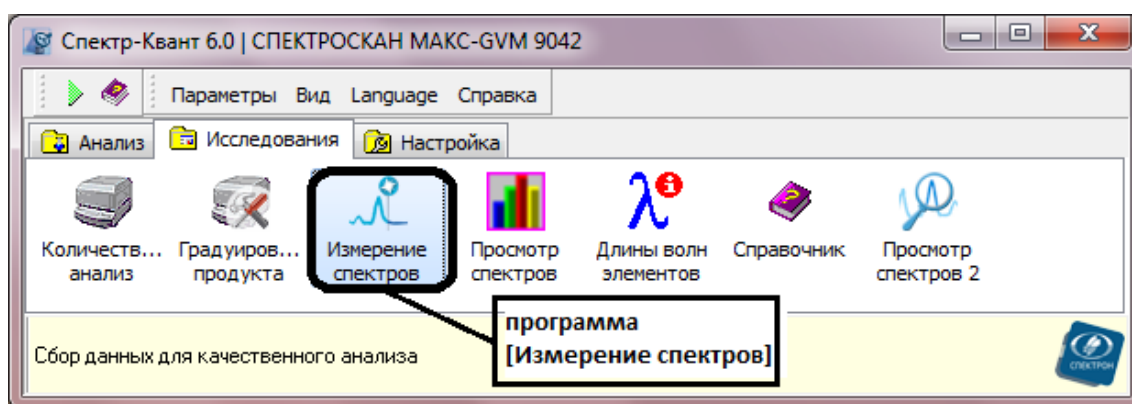 Спектр-Квант 6.0 | СПЕКТРОСКАН МАКС-GVM 9042
Параметры Вид Language Справка
Анализ Исследования Настройка
Количеств...
анализ
Градуиров...
продукта
Измерение
спектров
Просмотр
спектров
Длины волн
элементов
Справочник
Просмотр
спектров 2
программа
[Измерение спектров]
Сбор данных для качественного анализа
СПЕКТРОН